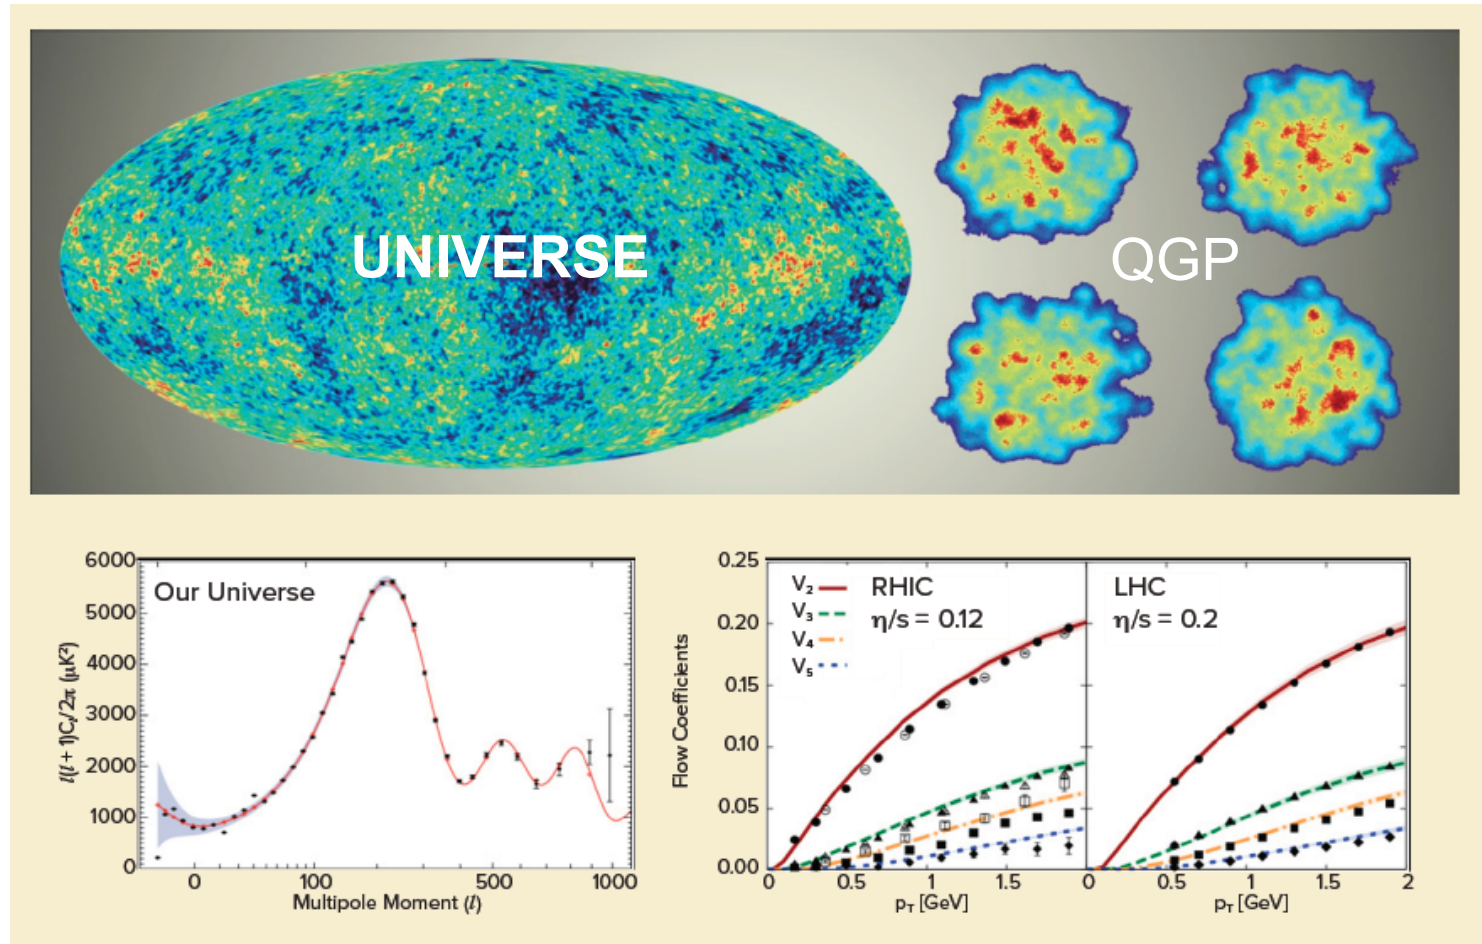 UNIVERSE
QGP
6000
5000
4000
3000
2000
1000
0
l(l + 1)Cₗ/2π (μK²)
Our Universe
0 100 500 1000
Multipole Moment (l)
0.25
0.20
0.15
0.10
0.05
0.00
Flow Coefficients
V₂
V₃
V₄
V₅
RHIC
η/s = 0.12
LHC
η/s = 0.2
0 0.5 1 1.5 0 0.5 1 1.5 2
pT [GeV]
pT [GeV]